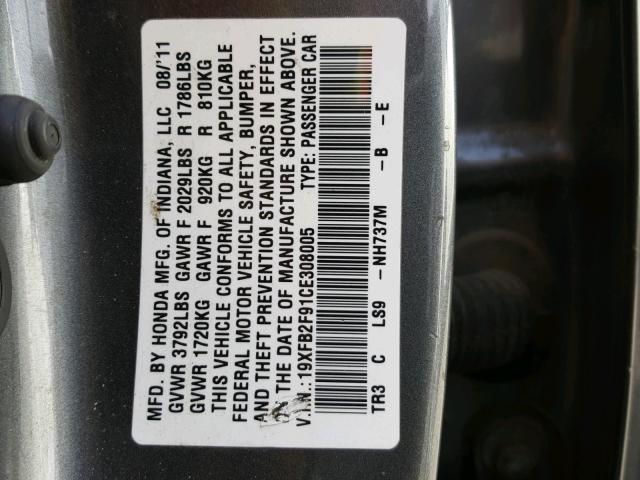 MFD. BY HONDA MFG. OF INDIANA, LLC 08/'11
GVWR 3792LBS GAWR F 2029LBS R 1786LBS
GVWR 1720KG GAWR F 920KG R 810KG
THIS VEHICLE CONFORMS TO ALL APPLICABLE
FEDERAL MOTOR VEHICLE SAFETY, BUMPER,
AND THEFT PREVENTION STANDARDS IN EFFECT
ON THE DATE OF MANUFACTURE SHOWN ABOVE.
V.I.N.: 19XFB2F91CE308005 TYPE: PASSENGER CAR
TR3 C LS9 -NH737M -B -E